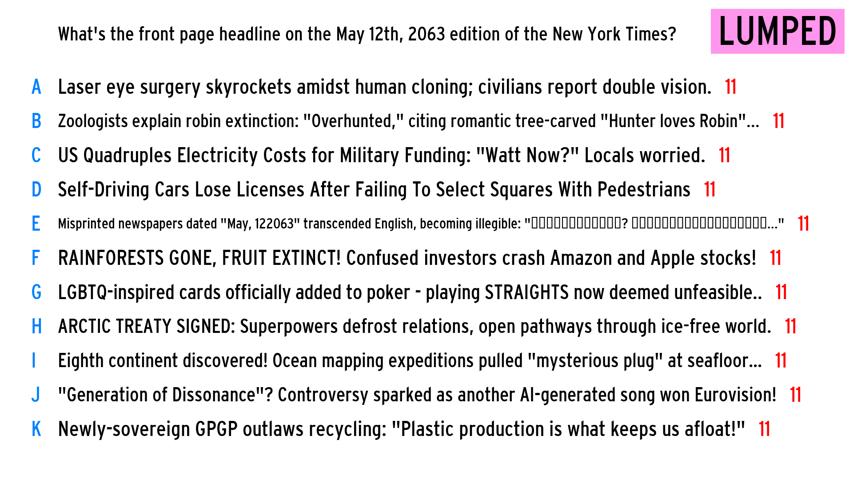 What's the front page headline on the May 12th, 2063 edition of the New York Times? LUMPED
A Laser eye surgery skyrockets amidst human cloning; civilians report double vision. 11
B Zoologists explain robin extinction: "Overhunted," citing romantic tree-carved "Hunter loves Robin"... 11
C US Quadruples Electricity Costs for Military Funding: "Watt Now?" Locals worried. 11
D Self-Driving Cars Lose Licenses After Failing To Select Squares With Pedestrians 11
E Misprinted newspapers dated "May, 122063" transcended English, becoming illegible: "▯▯▯▯▯▯▯▯▯▯▯▯? ▯▯▯▯▯▯▯▯▯▯▯▯▯▯▯▯▯▯..." 11
F RAINFORESTS GONE, FRUIT EXTINCT! Confused investors crash Amazon and Apple stocks! 11
G LGBTQ-inspired cards officially added to poker - playing STRAIGHTS now deemed unfeasible.. 11
H ARCTIC TREATY SIGNED: Superpowers defrost relations, open pathways through ice-free world. 11
I Eighth continent discovered! Ocean mapping expeditions pulled "mysterious plug" at seafloor... 11
J "Generation of Dissonance"? Controversy sparked as another AI-generated song won Eurovision! 11
K Newly-sovereign GPGP outlaws recycling: "Plastic production is what keeps us afloat!" 11